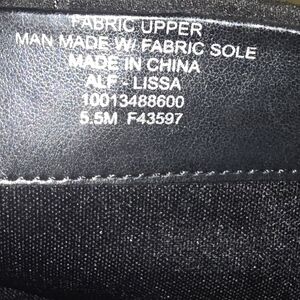 FABRIC UPPER
MAN MADE W/ FABRIC SOLE
MADE IN CHINA
ALF - LISSA
10013488600
5.5M F43597